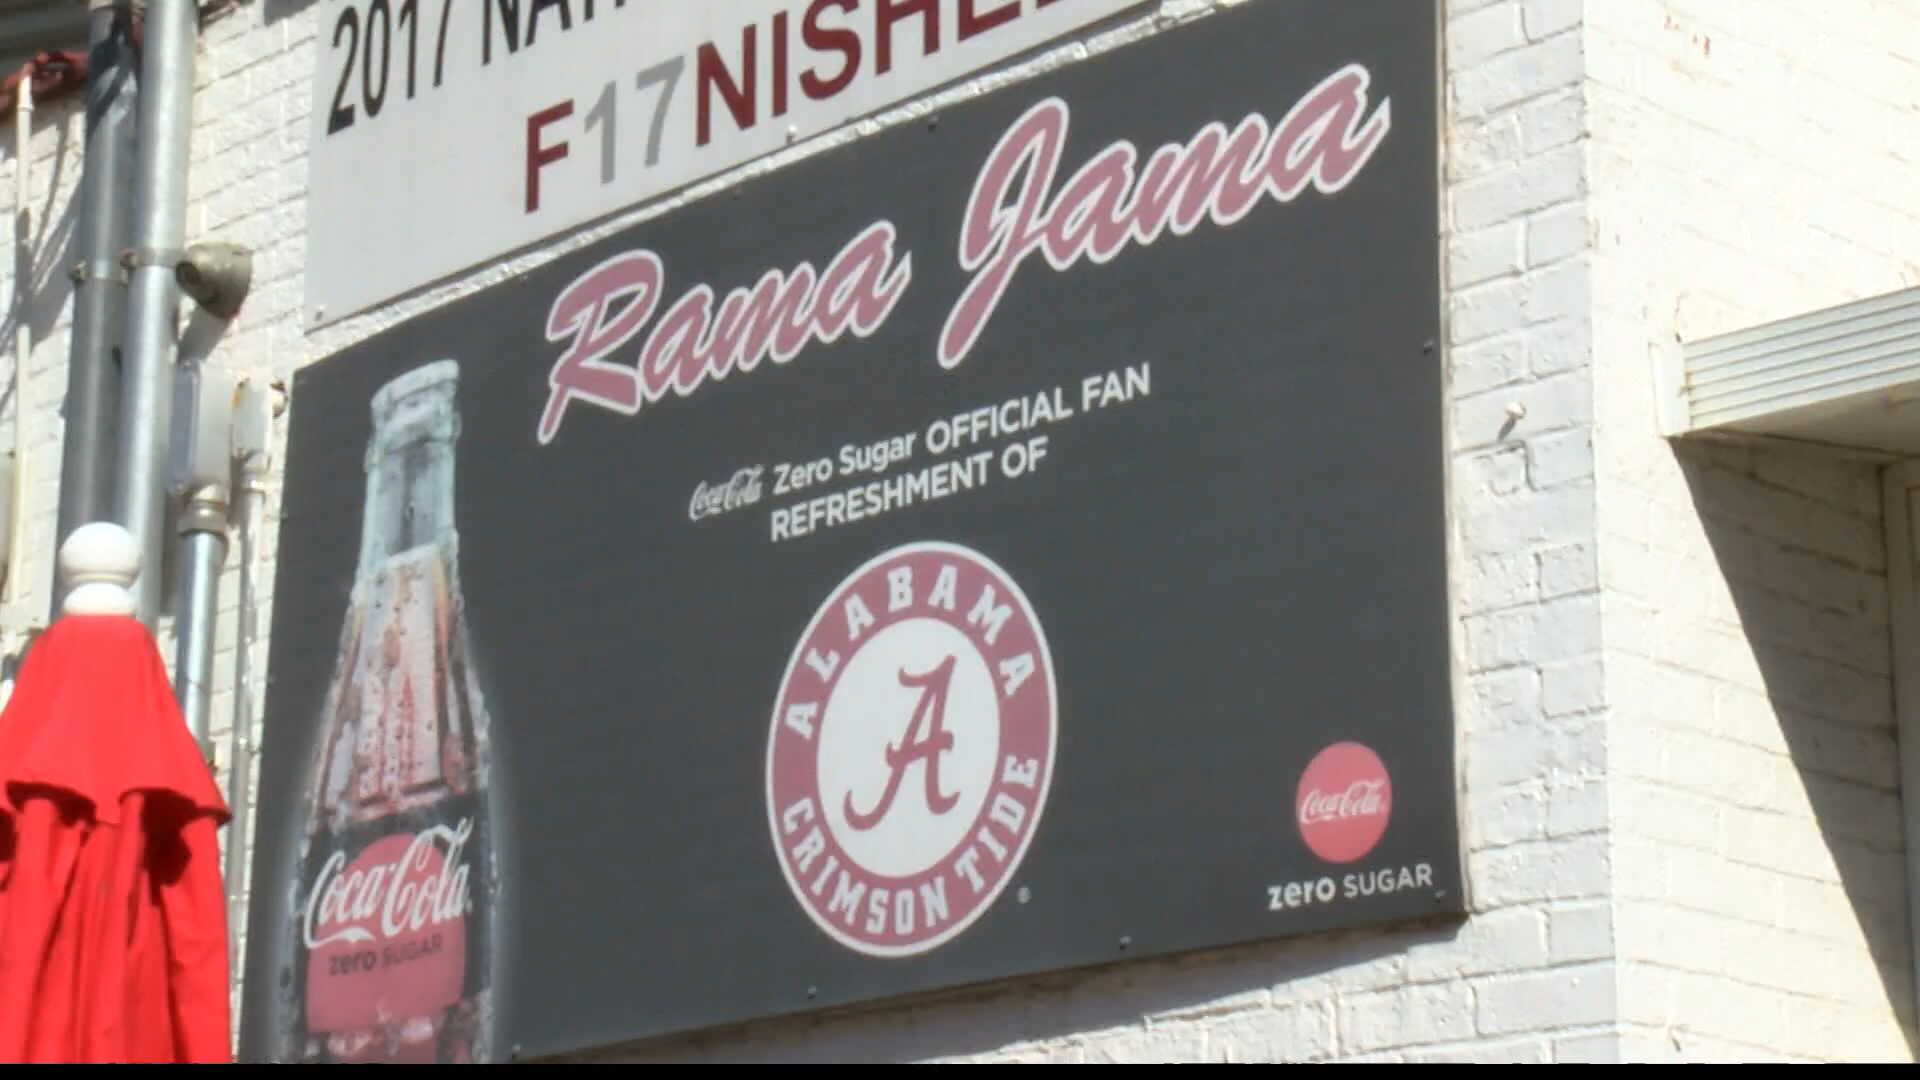 2017
F17NISHE
Rama Jama
Coca-Cola Zero Sugar OFFICIAL FAN
REFRESHMENT OF
ALABAMA
A
CRIMSON TIDE
®
Coca-Cola
zero SUGAR
Coca-Cola
zero SUGAR